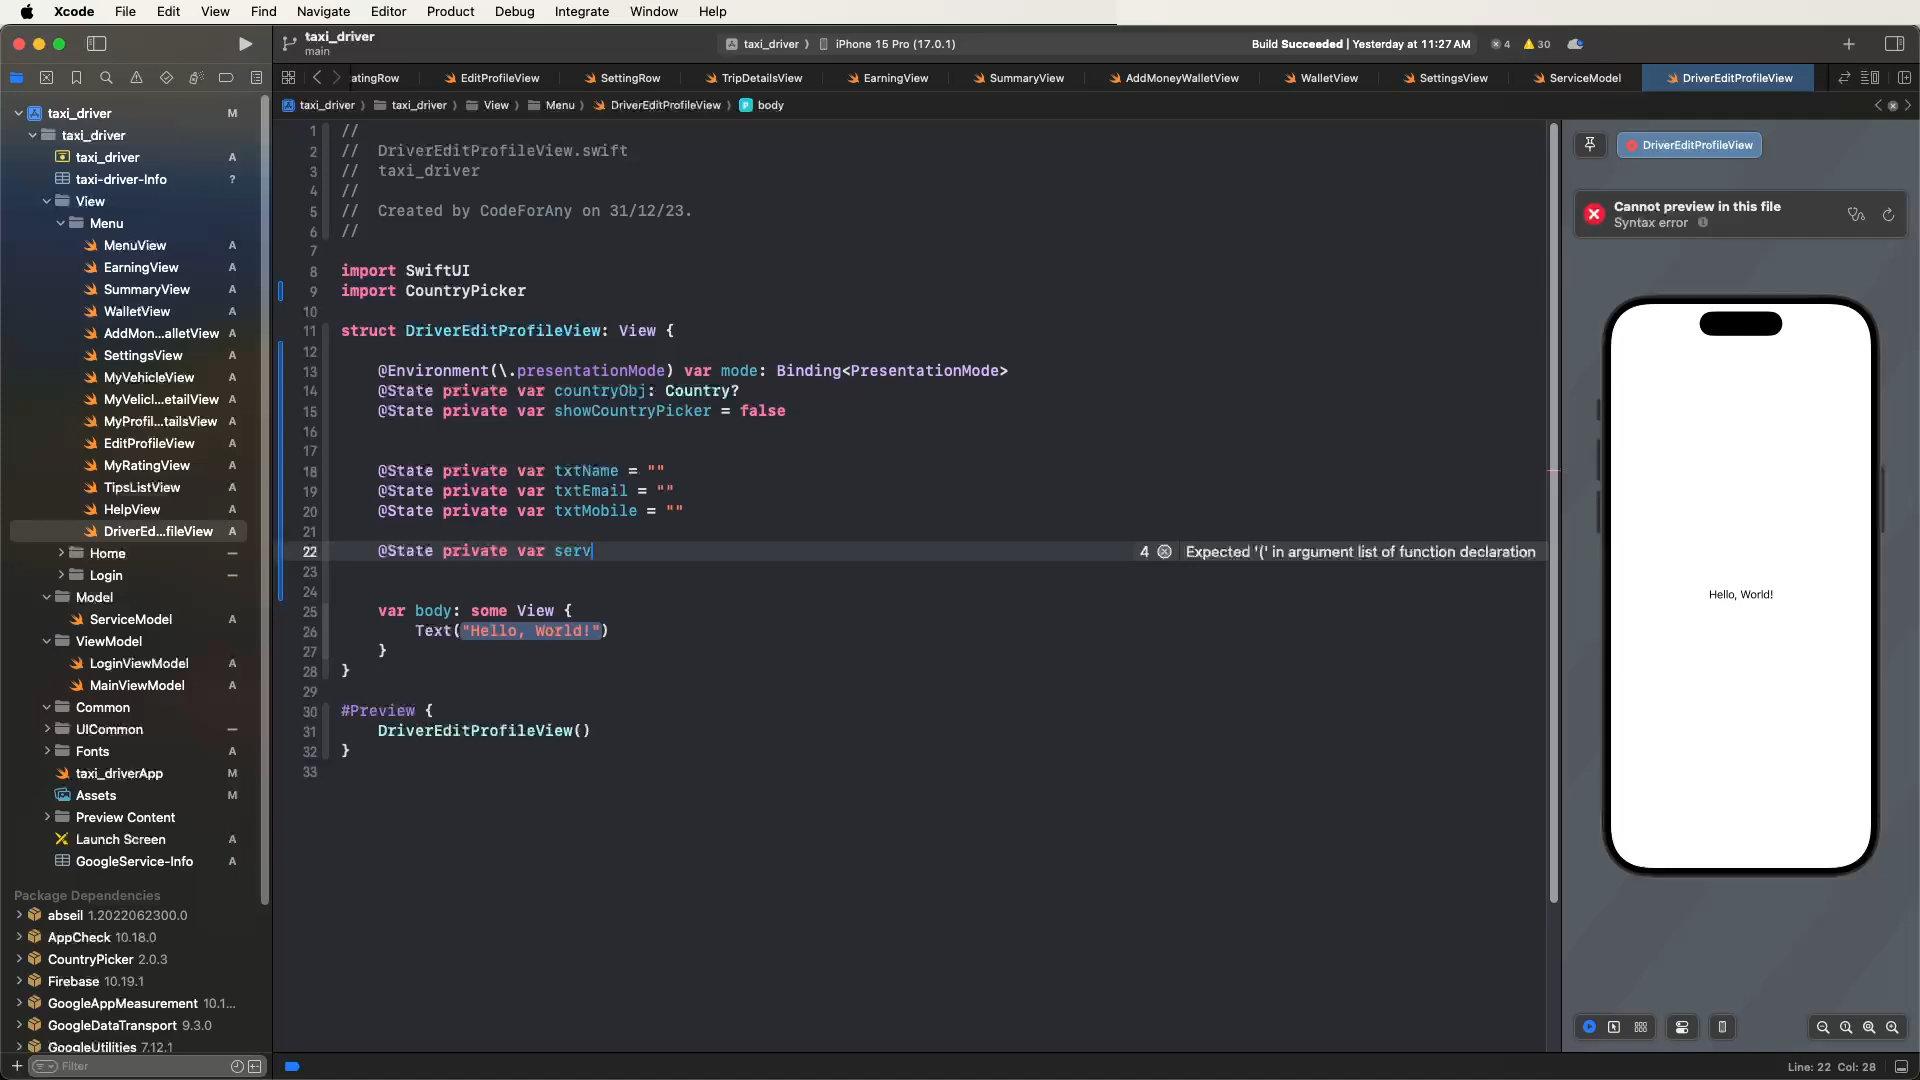 Xcode File Edit View Find Navigate Editor Product Debug Integrate Window Help
taxi_driver
main
taxi_driver iPhone 15 Pro (17.0.1)
Build Succeeded | Yesterday at 11:27 AM
4 30
atingRow EditProfileView SettingRow TripDetailsView EarningView SummaryView AddMoneyWalletView WalletView SettingsView ServiceModel DriverEditProfileView
taxi_driver taxi_driver View Menu DriverEditProfileView body
taxi_driver M
taxi_driver
taxi_driver A
taxi-driver-Info ?
View
Menu
MenuView A
EarningView A
SummaryView A
WalletView A
AddMon...alletView A
SettingsView A
MyVehicleView A
MyVelicl...etailView A
MyProfil...tailsView A
EditProfileView A
MyRatingView A
TipsListView A
HelpView A
DriverEd...fileView A
Home
Login
Model
ServiceModel A
ViewModel
LoginViewModel A
MainViewModel A
Common
UICommon
Fonts A
taxi_driverApp M
Assets M
Preview Content
Launch Screen A
GoogleService-Info A
Package Dependencies
abseil 1.2022062300.0
AppCheck 10.18.0
CountryPicker 2.0.3
Firebase 10.19.1
GoogleAppMeasurement 10.1...
GoogleDataTransport 9.3.0
GoogleUtilities 7.12.1
Filter
1 //
2 // DriverEditProfileView.swift
3 // taxi_driver
4 //
5 // Created by CodeForAny on 31/12/23.
6 //
7
8 import SwiftUI
9 import CountryPicker
10
11 struct DriverEditProfileView: View {
12
13 @Environment(\.presentationMode) var mode: Binding<PresentationMode>
14 @State private var countryObj: Country?
15 @State private var showCountryPicker = false
16
17
18 @State private var txtName = ""
19 @State private var txtEmail = ""
20 @State private var txtMobile = ""
21
22 @State private var serv 4 Expected '(' in argument list of function declaration
23
24
25 var body: some View {
26 Text("Hello, World!")
27 }
28 }
29
30 #Preview {
31 DriverEditProfileView()
32 }
33
DriverEditProfileView
Cannot preview in this file
Syntax error
Hello, World!
Line: 22 Col: 28